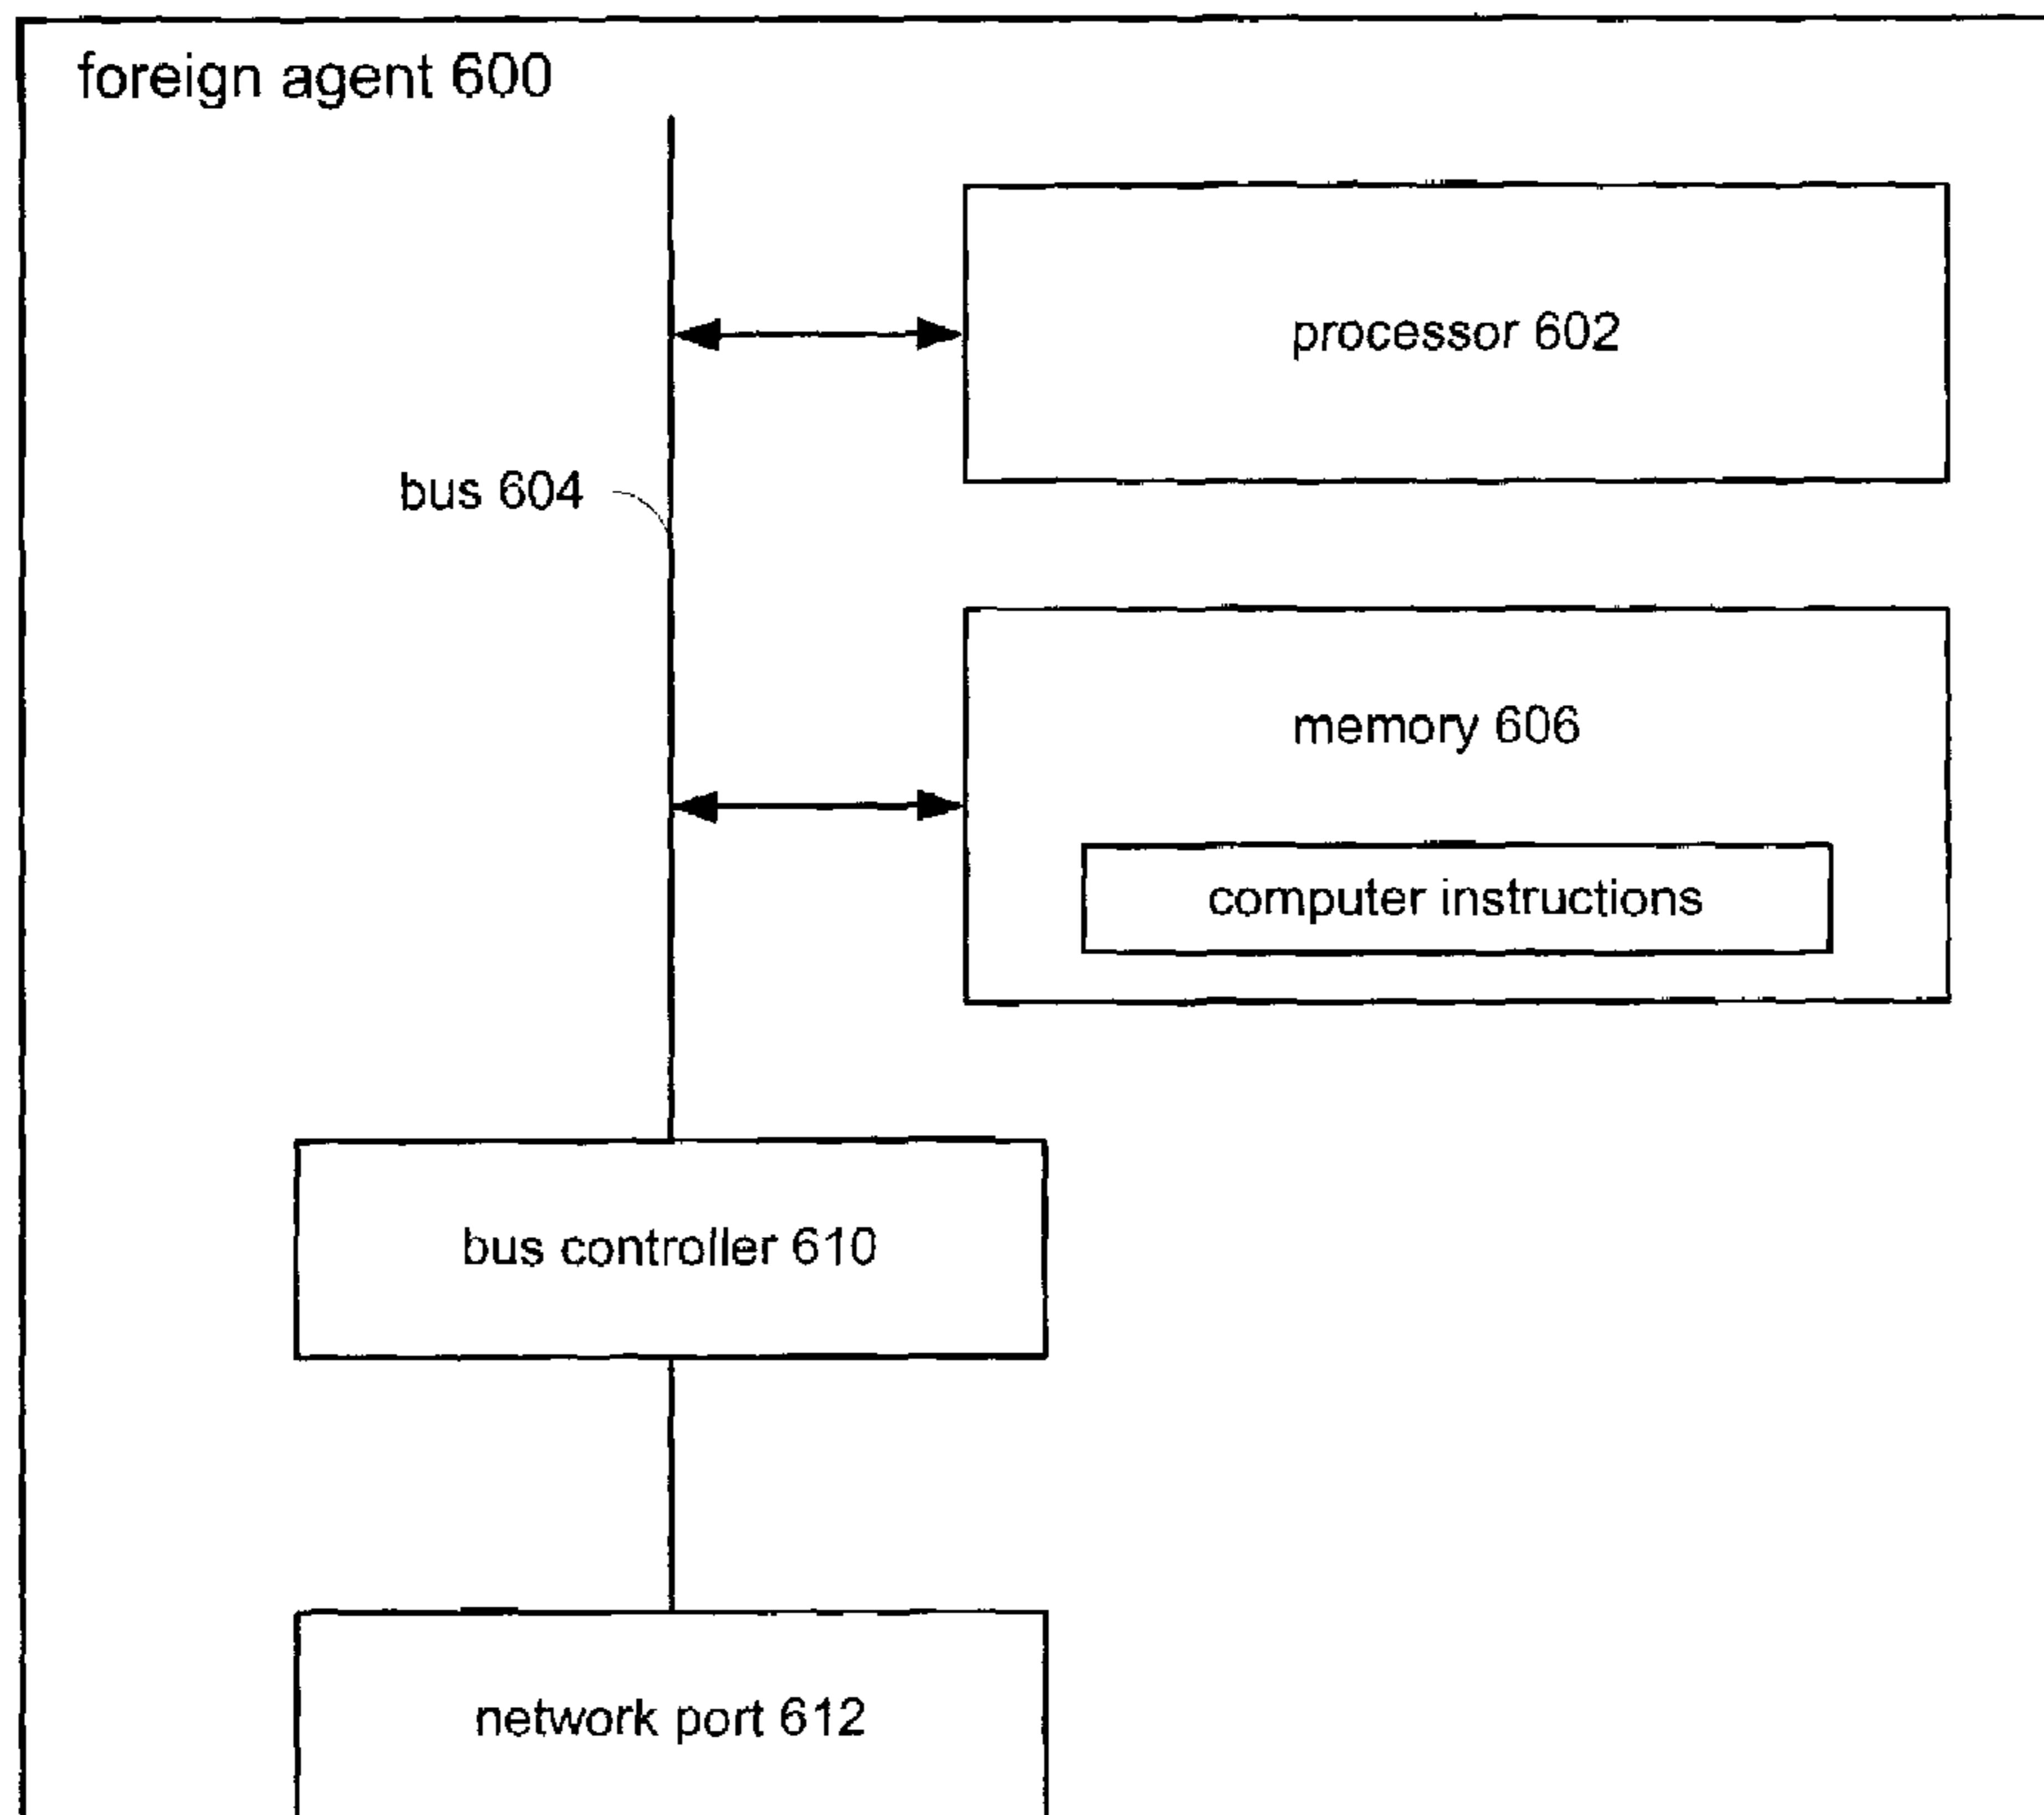 foreign agent 600
processor 602
bus 604
memory 606
computer instructions
bus controller 610
network port 612